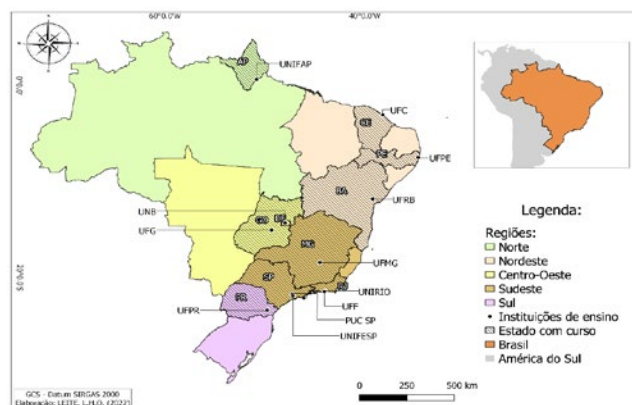 60°0.0'W
40°0.0'W
AP
UNIFAP
0°0.0'S
CE
UFC
PE
UFPE
BA
UFRB
UNB
DF
GO
UFG
MG
UFMG
SP
RJ
UNIRIO
UFF
PR
UFPR
PUC SP
UNIFESP
Legenda:
Regiões:
Norte
Nordeste
Centro-Oeste
Sudeste
Sul
Instituições de ensino
Estado com curso
Brasil
América do Sul
0 250 500 km
GCS - Datum SIRGAS 2000
Elaboração: LEITE, L.H.O. (2022)